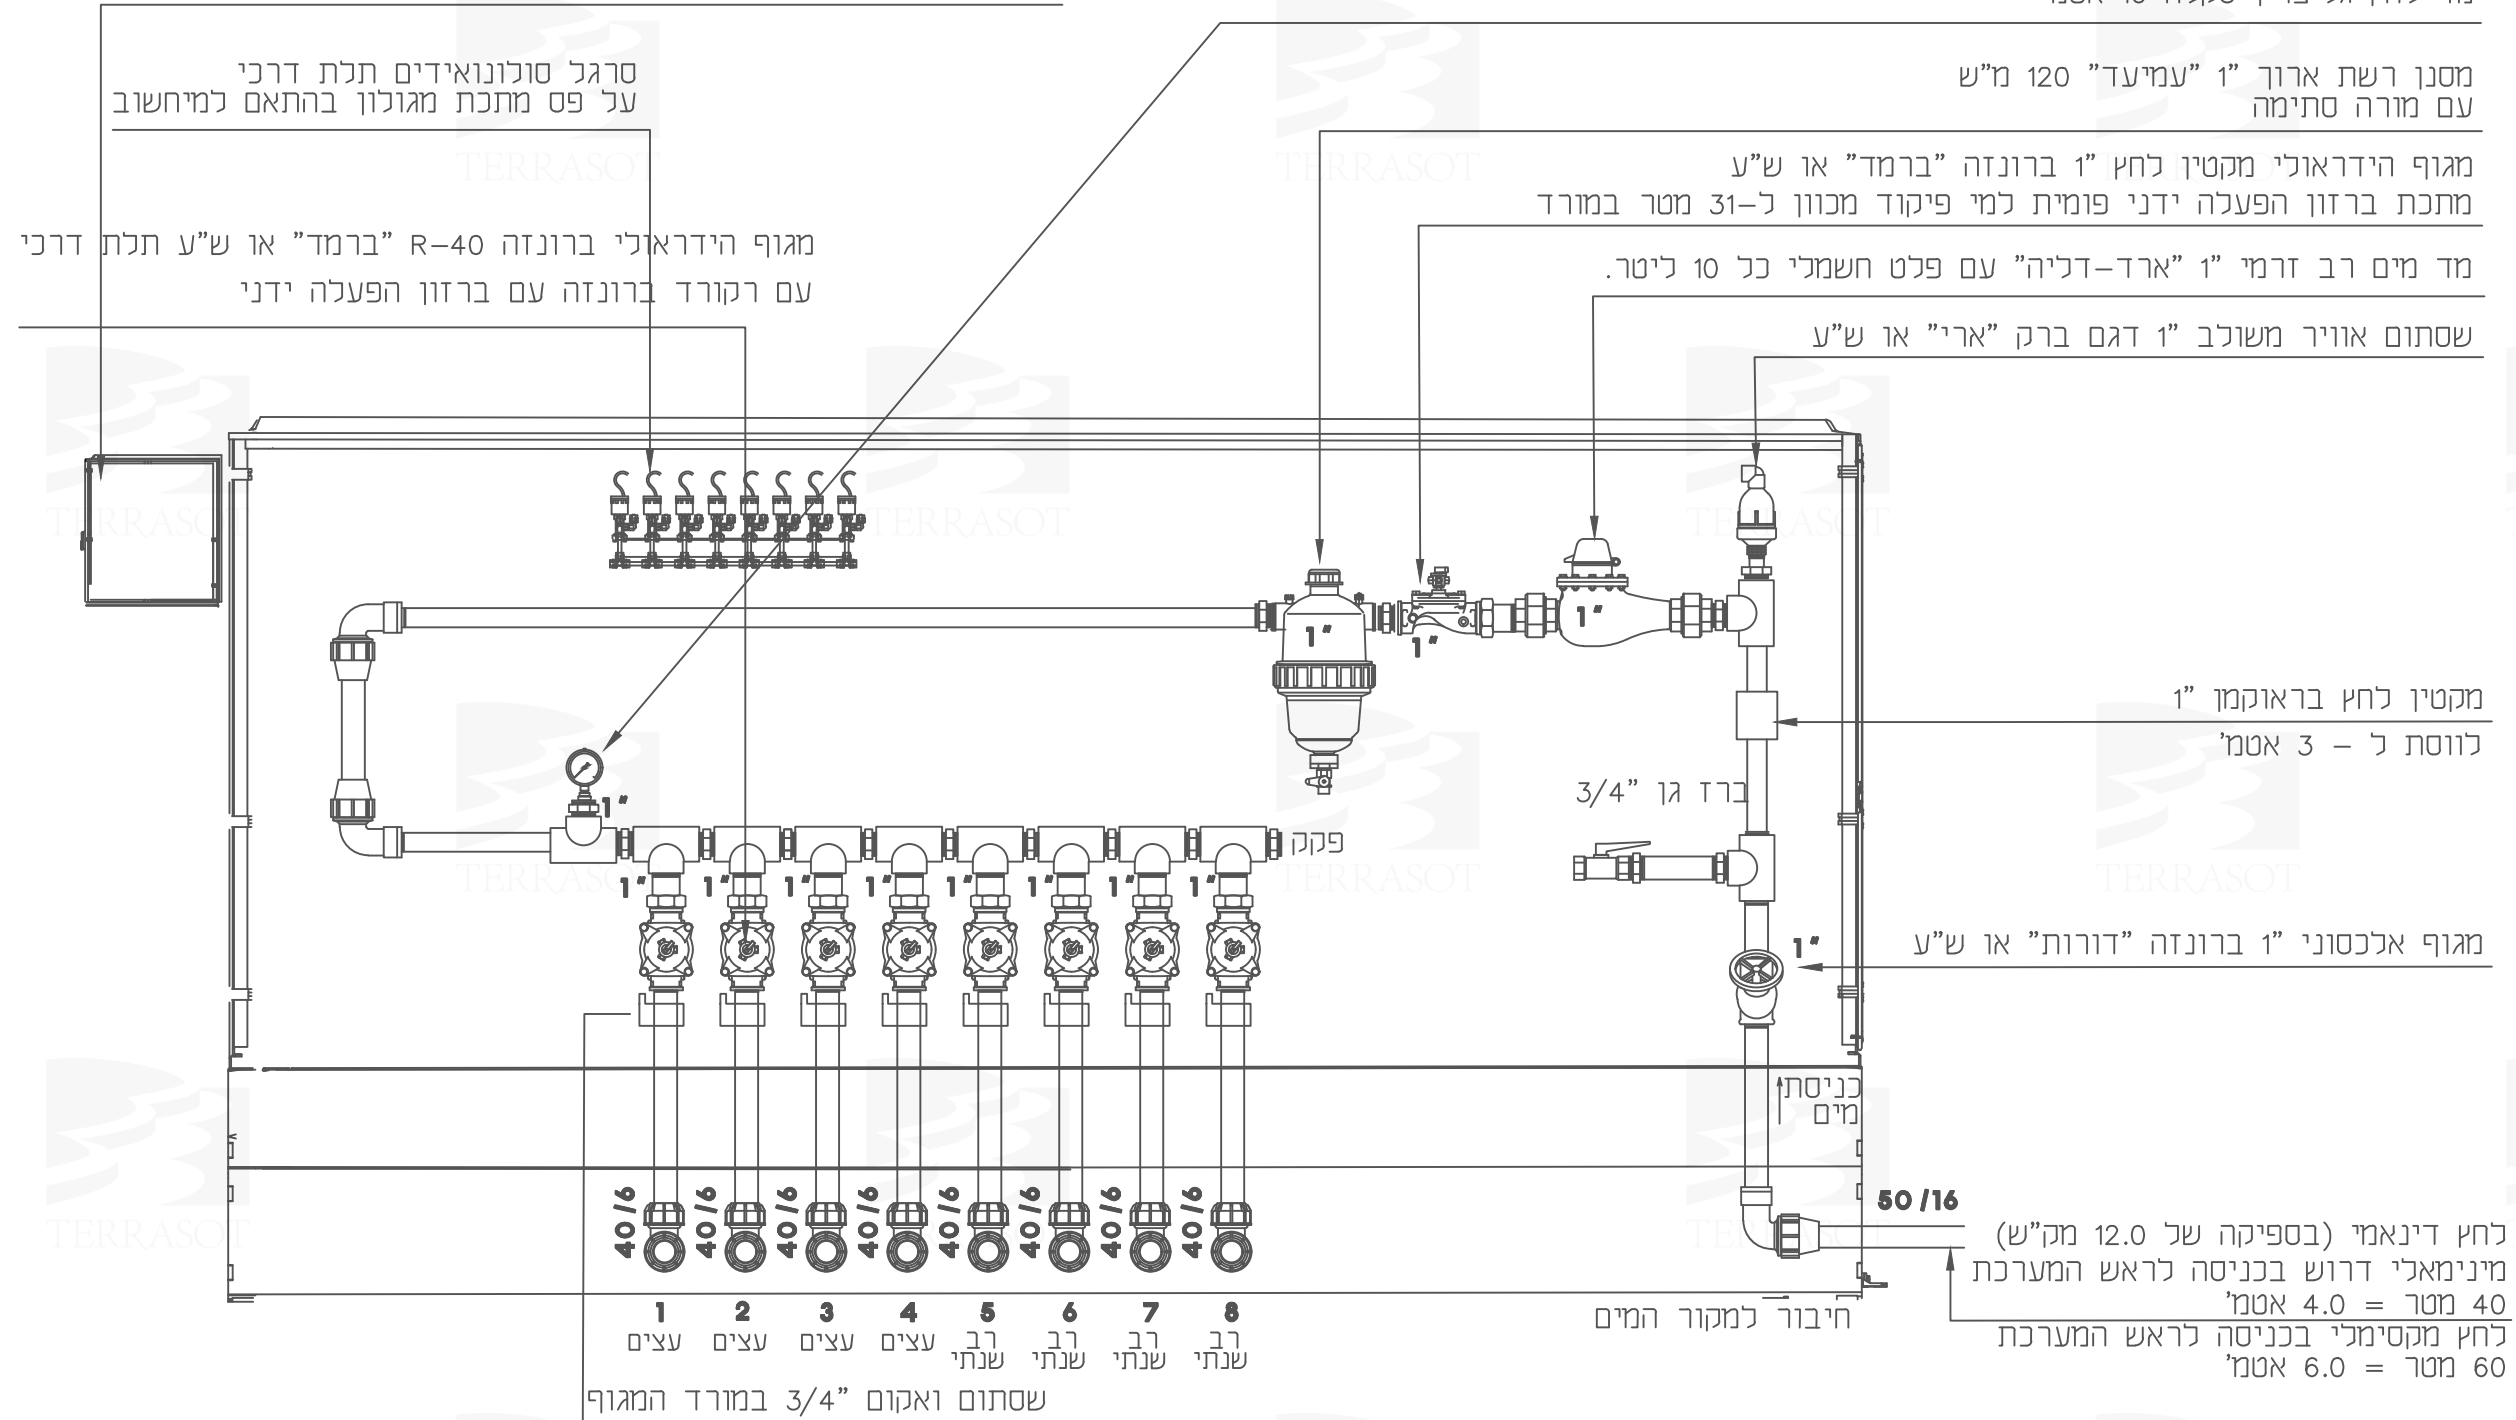 סרגל סולונואידים תלת דרכי
על פס מתכת מגולוון בהתאם למיחשוב
מסנן רשת ארוך 1" "עמיעד" 120 מ"ש
עם מורה סתימה
מגוף הידראולי מקטין לחץ 1" ברונזה "ברמד" או ש"ע
מתכת ברזון הפעלה ידני פומית למי פיקוד מכוון ל-31 מטר במורד
מגוף הידראולי ברונזה R-40 "ברמד" או ש"ע תלת דרכי
עם רקורד ברונזה עם ברזון הפעלה ידני
מד מים רב זרמי 1" "ארד-דליה" עם פלט חשמלי כל 10 ליטר.
שסתום אוויר משולב 1" דגם ברק "ארי" או ש"ע
1" 1" 1"
מקטין לחץ בראוקמן 1"
לווסת ל - 3 אטמ'
ברז גן 3/4"
1"
פקק
1" 1" 1" 1" 1" 1" 1" 1"
1"
מגוף אלכסוני 1" ברונזה "דורות" או ש"ע
כניסת
מים
40/6 40/6 40/6 40/6 40/6 40/6 40/6 40/6
50/16
לחץ דינאמי (בספיקה של 12.0 מק"ש)
מינימאלי דרוש בכניסה לראש המערכת
40 מטר = 4.0 אטמ'
לחץ מקסימלי בכניסה לראש המערכת
60 מטר = 6.0 אטמ'
חיבור למקור המים
1 2 3 4 5 6 7 8
עצים עצים עצים עצים רב שנתי רב שנתי רב שנתי רב שנתי
שסתום ואקום 3/4" במורד המגוף
TERRASOT